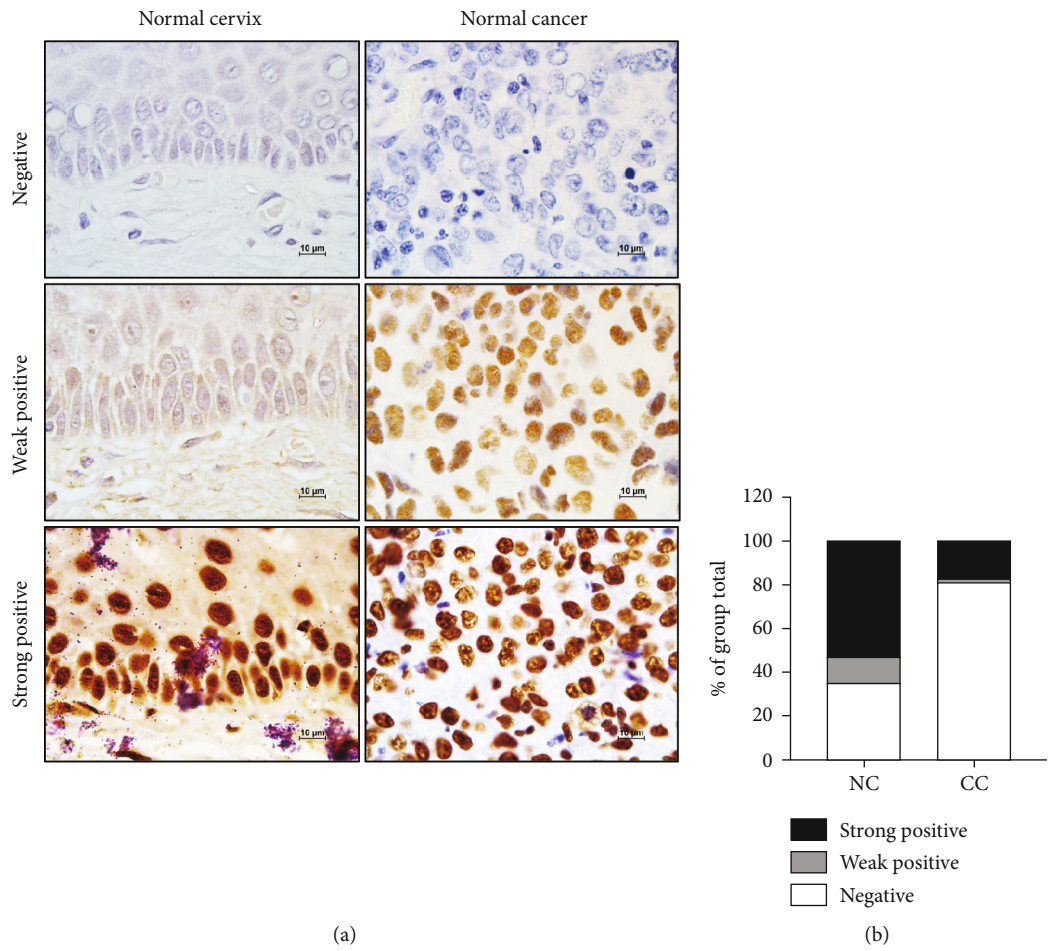 Normal cervix
Normal cancer
Negative
10 μm
10 μm
Weak positive
10 μm
10 μm
Strong positive
10 μm
10 μm
(a)
% of group total
120
100
80
60
40
20
0
NC
CC
Strong positive
Weak positive
Negative
(b)